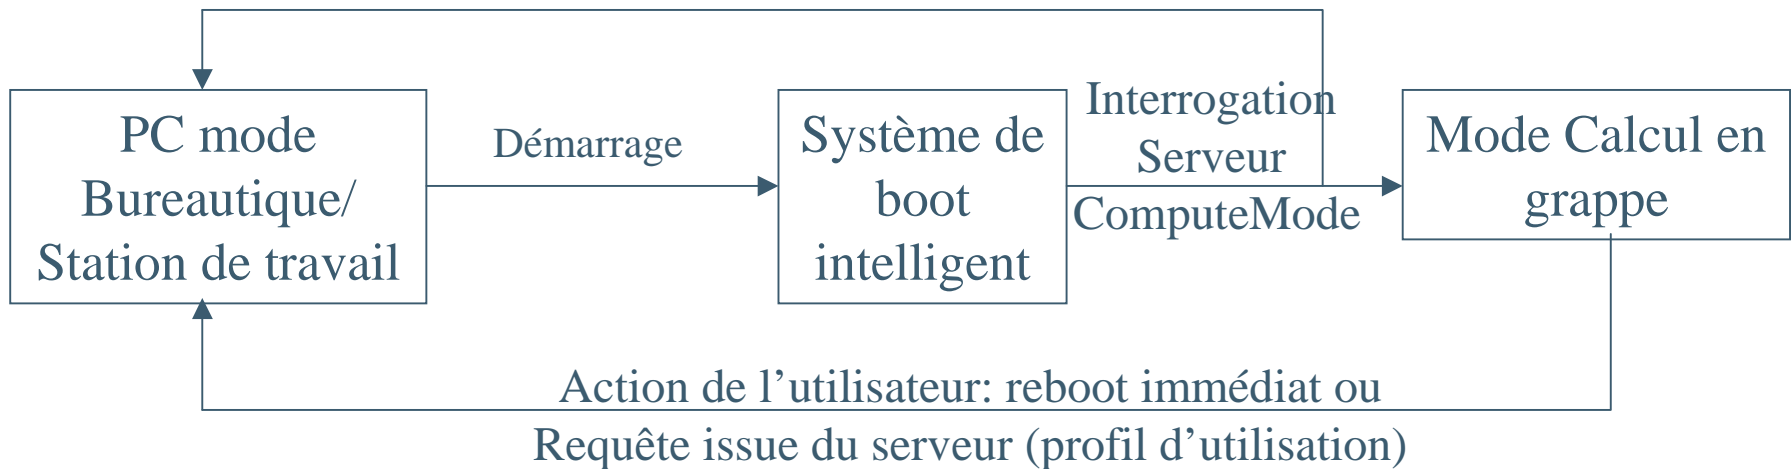 PC mode
Bureautique/
Station de travail
Démarrage
Système de
boot
intelligent
Interrogation
Serveur
ComputeMode
Mode Calcul en
grappe
Action de l’utilisateur: reboot immédiat ou
Requête issue du serveur (profil d’utilisation)